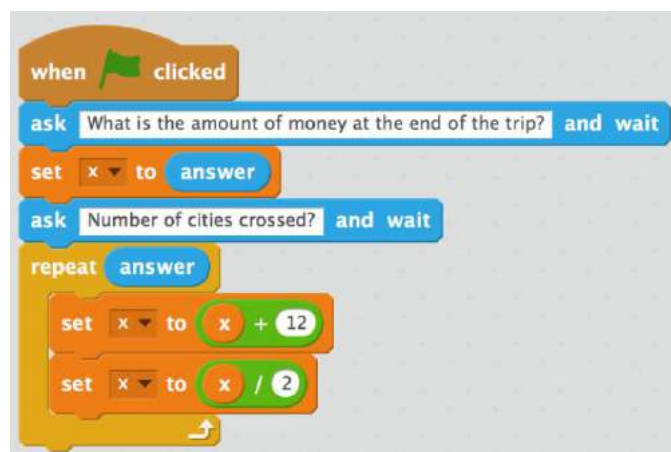 when clicked
ask What is the amount of money at the end of the trip? and wait
set x to answer
ask Number of cities crossed? and wait
repeat answer
set x to x + 12
set x to x / 2